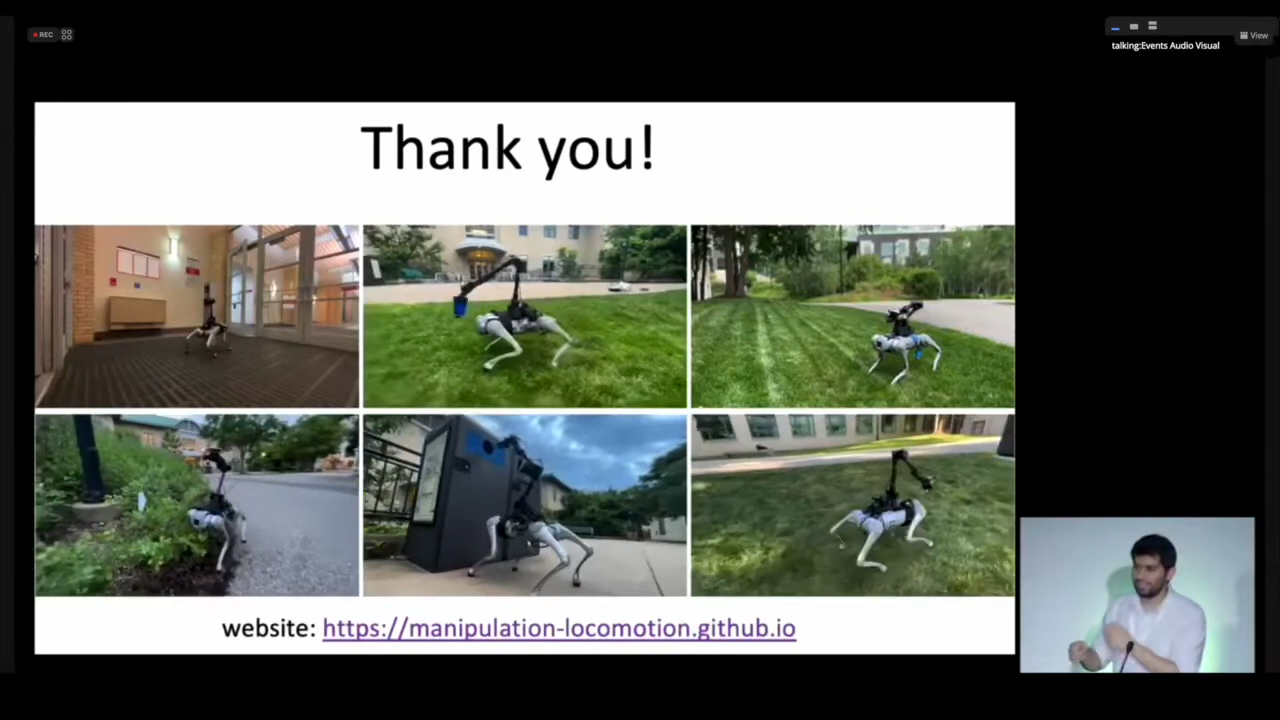 REC
View
talking:Events Audio Visual
Thank you!
website: https://manipulation-locomotion.github.io